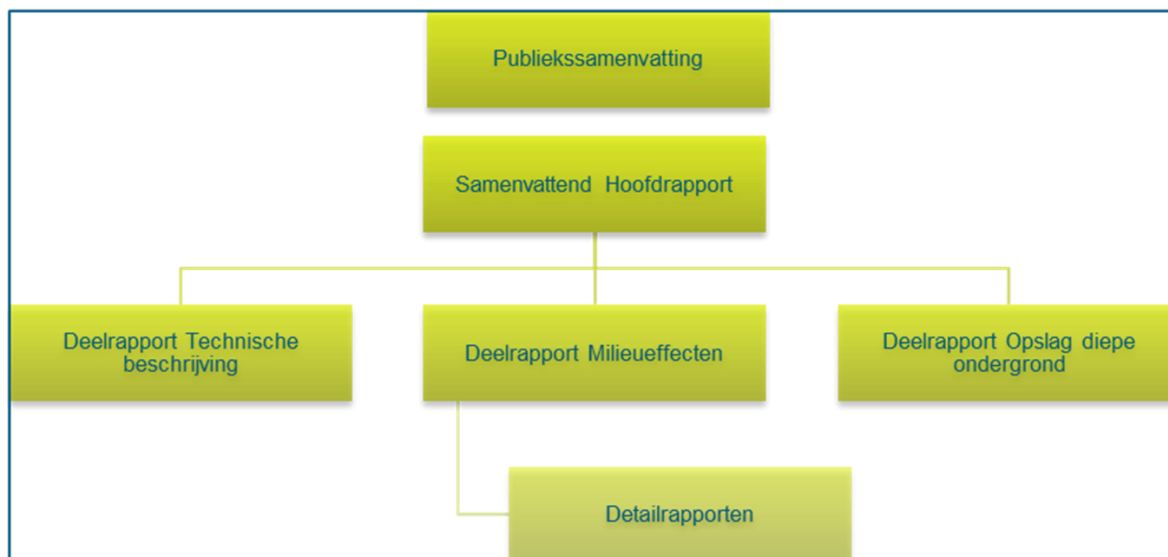 Publiekssamenvatting
Samenvattend Hoofdrapport
Deelrapport Technische
beschrijving
Deelrapport Milieueffecten
Deelrapport Opslag diepe
ondergrond
Detailrapporten